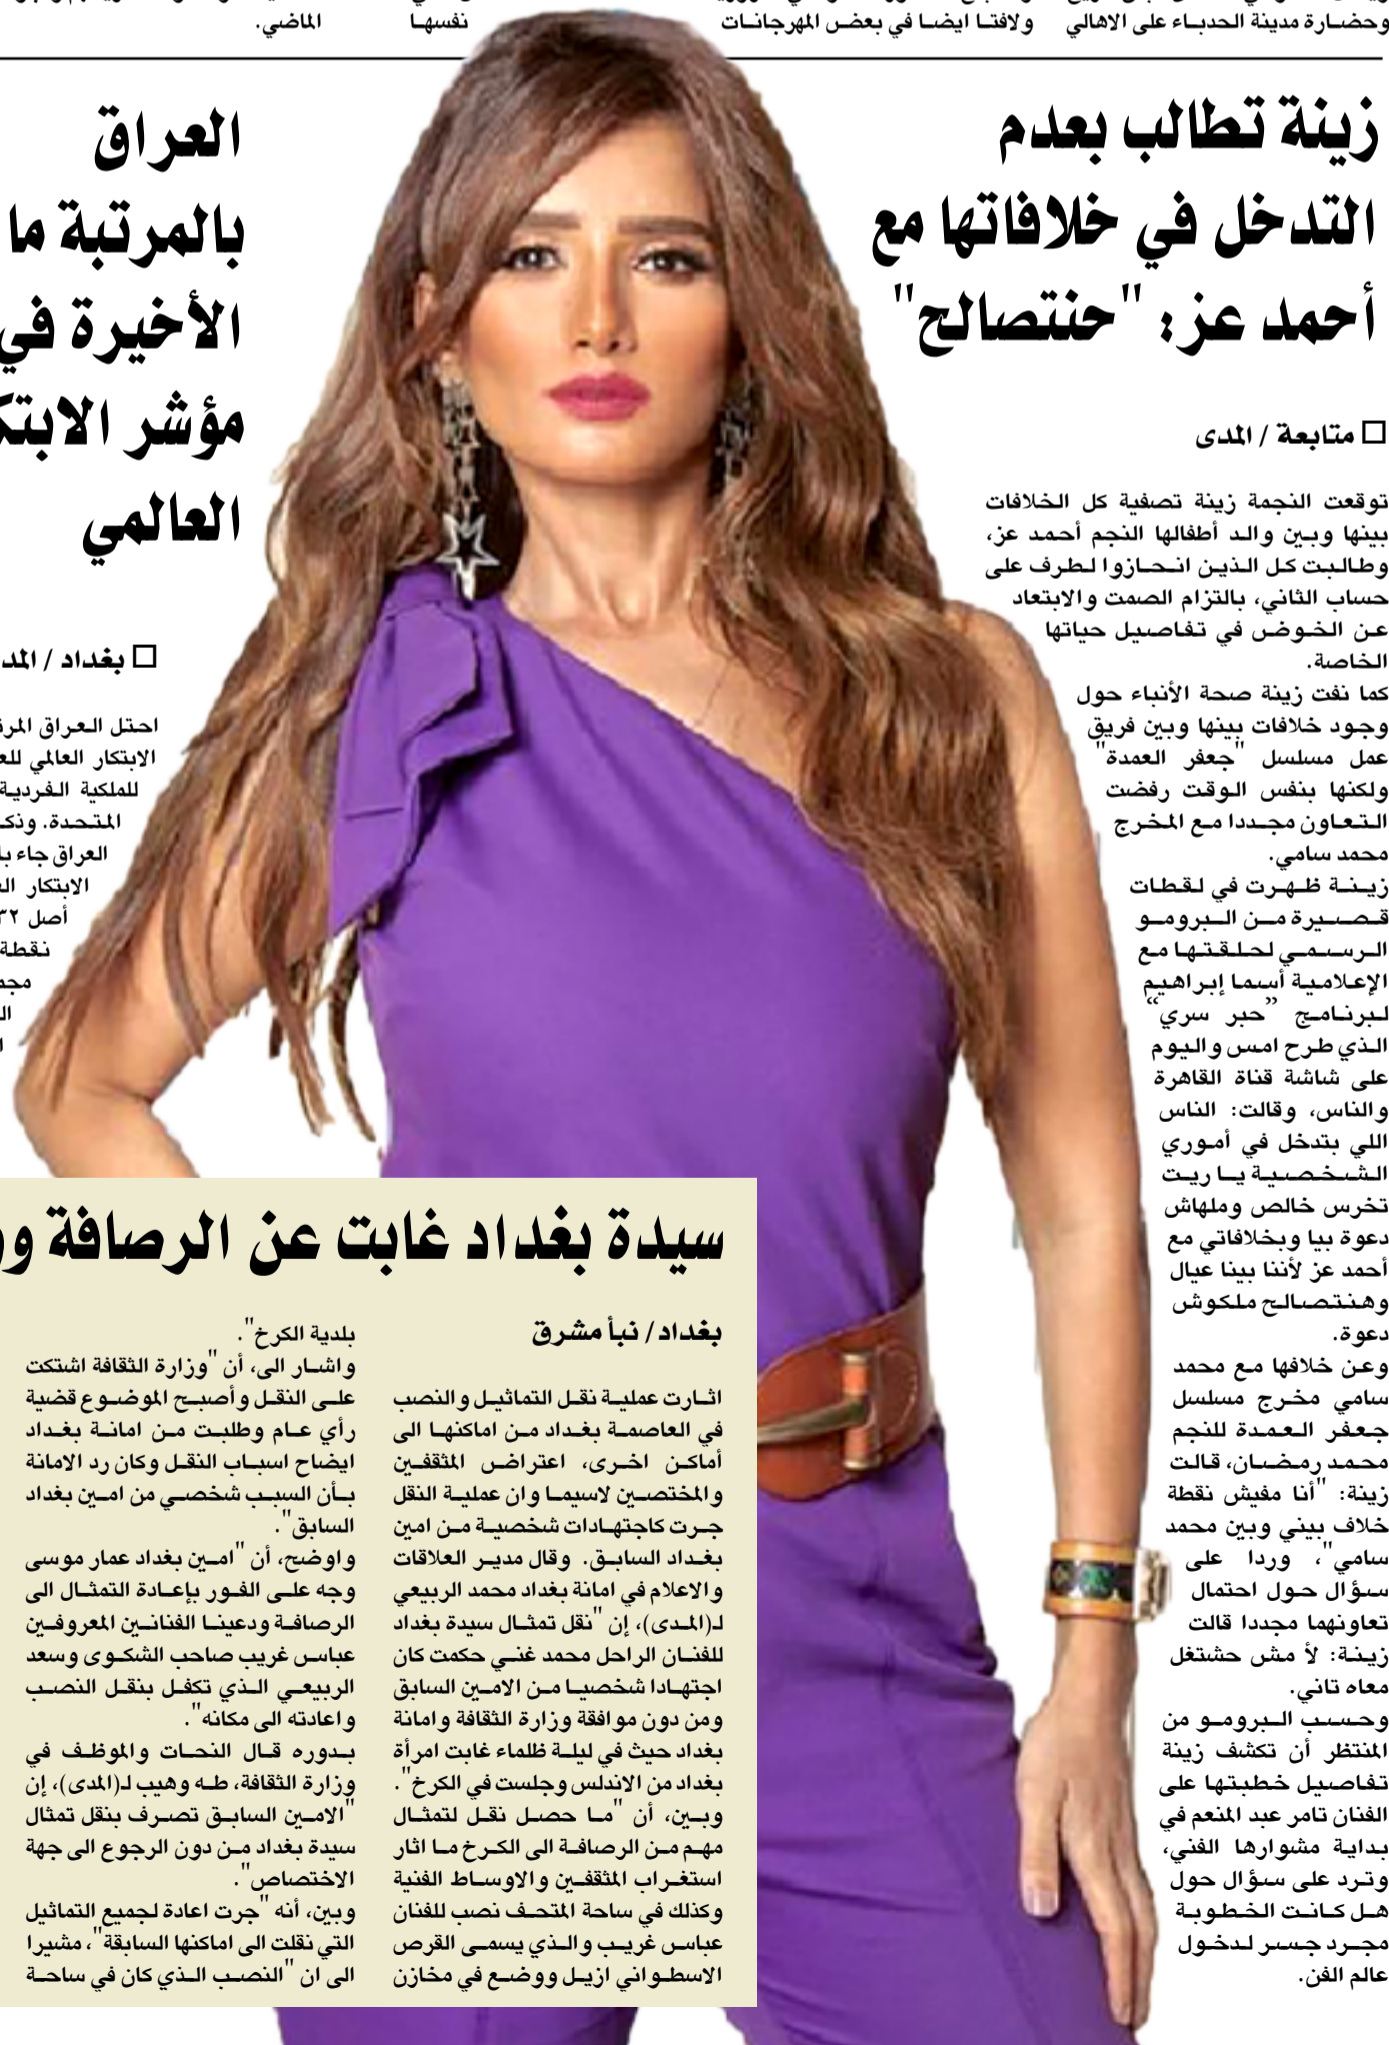 وحضارة مدينة الحدباء على الاهالي
ولافتا ايضا في بعض المهرجانات
نفسها
الماضي.
زينة تطالب بعدم
التدخل في خلافاتها مع
أحمد عز: "حنتصالح"
□ متابعة / المدى
توقعت النجمة زينة تصفية كل الخلافات
بينها وبين والد أطفالها النجم أحمد عز،
وطالبت كل الذين انحازوا لطرف على
حساب الثاني، بالتزام الصمت والابتعاد
عن الخوض في تفاصيل حياتها
الخاصة.
كما نفت زينة صحة الأنباء حول
وجود خلافات بينها وبين فريق
عمل مسلسل "جعفر العمدة"
ولكنها بنفس الوقت رفضت
التعاون مجددا مع المخرج
محمد سامي.
زينة ظهرت في لقطات
قصيرة من البرومو
الرسمي لحلقتها مع
الإعلامية أسما إبراهيم
لبرنامج ”حبر سري“
الذي طرح امس واليوم
على شاشة قناة القاهرة
والناس، وقالت: الناس
اللي بتدخل في أموري
الشخصية يا ريت
تخرس خالص وملهاش
دعوة بيا وبخلافاتي مع
أحمد عز لأننا بينا عيال
وهنتصالح ملكوش
دعوة.
وعن خلافها مع محمد
سامي مخرج مسلسل
جعفر العمدة للنجم
محمد رمضان، قالت
زينة: "أنا مفيش نقطة
خلاف بيني وبين محمد
سامي"، وردا على
سؤال حول احتمال
تعاونهما مجددا قالت
زينة: لأ مش حشتغل
معاه تاني.
وحسب البرومو من
المنتظر أن تكشف زينة
تفاصيل خطبتها على
الفنان تامر عبد المنعم في
بداية مشوارها الفني،
وترد على سؤال حول
هل كانت الخطوبة
مجرد جسر لدخول
عالم الفن.
العراق
بالمرتبة ما
الأخيرة في
مؤشر
العالمي
□ بغداد /
احتل العراق
الابتكار العالمي
للملكية الفردية
المتحدة.
العراق جاء
الابتكار
أصل
نقطة
سيدة بغداد غابت عن الرصافة
بغداد/ نبأ مشرق
اثارت عملية نقل التماثيل والنصب
في العاصمة بغداد من اماكنها الى
أماكن اخرى، اعتراض المثقفين
والمختصين لاسيما وان عملية النقل
جرت كاجتهادات شخصية من امين
بغداد السابق. وقال مدير العلاقات
والاعلام في امانة بغداد محمد الربيعي
لـ(المدى)، إن "نقل تمثال سيدة بغداد
للفنان الراحل محمد غني حكمت كان
اجتهادا شخصيا من الامين السابق
ومن دون موافقة وزارة الثقافة وامانة
بغداد حيث في ليلة ظلماء غابت امرأة
بغداد من الاندلس وجلست في الكرخ".
وبين، أن "ما حصل نقل لتمثال
مهم من الرصافة الى الكرخ ما اثار
استغراب المثقفين والاوساط الفنية
وكذلك في ساحة المتحف نصب للفنان
عباس غريب والذي يسمى القرص
الاسطواني ازيل ووضع في مخازن
بلدية الكرخ".
واشار الى، أن "وزارة الثقافة اشتكت
على النقل وأصبح الموضوع قضية
رأي عام وطلبت من امانة بغداد
ايضاح اسباب النقل وكان رد الامانة
بأن السبب شخصي من امين بغداد
السابق".
واوضح، أن "امين بغداد عمار موسى
وجه على الفور بإعادة التمثال الى
الرصافة ودعينا الفنانين المعروفين
عباس غريب صاحب الشكوى وسعد
الربيعي الذي تكفل بنقل النصب
واعادته الى مكانه".
بدوره قال النحات والموظف في
وزارة الثقافة، طه وهيب لـ(المدى)، إن
"الامين السابق تصرف بنقل تمثال
سيدة بغداد من دون الرجوع الى جهة
الاختصاص".
وبين، أنه "جرت اعادة لجميع التماثيل
التي نقلت الى اماكنها السابقة"، مشيرا
الى ان "النصب الذي كان في ساحة